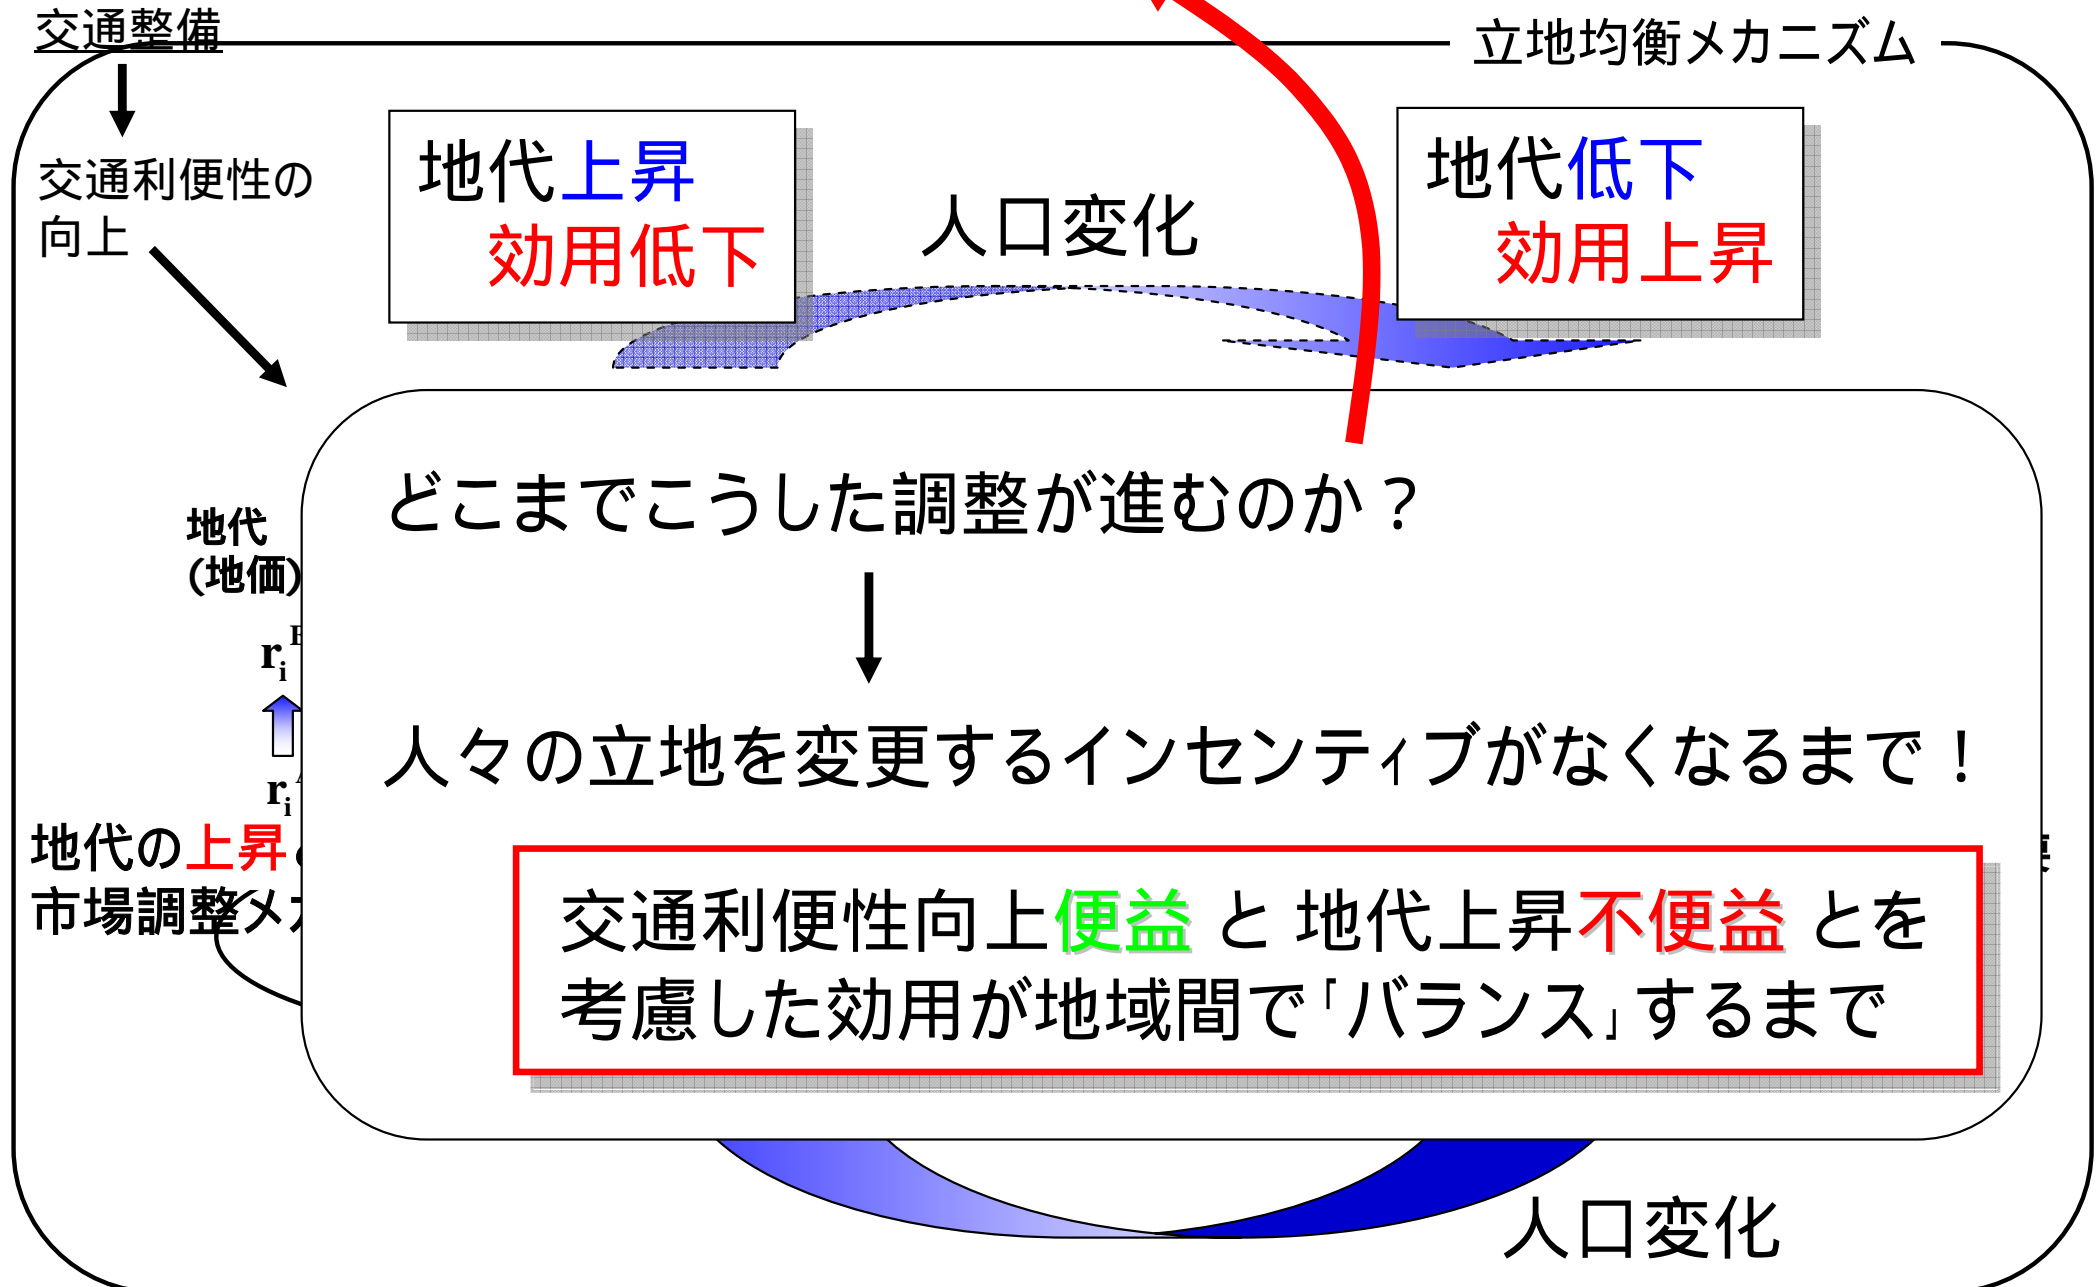 交通整備
立地均衡メカニズム
交通利便性の
向上
地代上昇
効用低下
人口変化
地代低下
効用上昇
どこまでこうした調整が進むのか？
地代
(地価)
人々の立地を変更するインセンティブがなくなるまで！
r_i
r_i
地代の上昇
市場調整メカ
交通利便性向上便益 と 地代上昇不便益 とを
考慮した効用が地域間で「バランス」するまで
人口変化